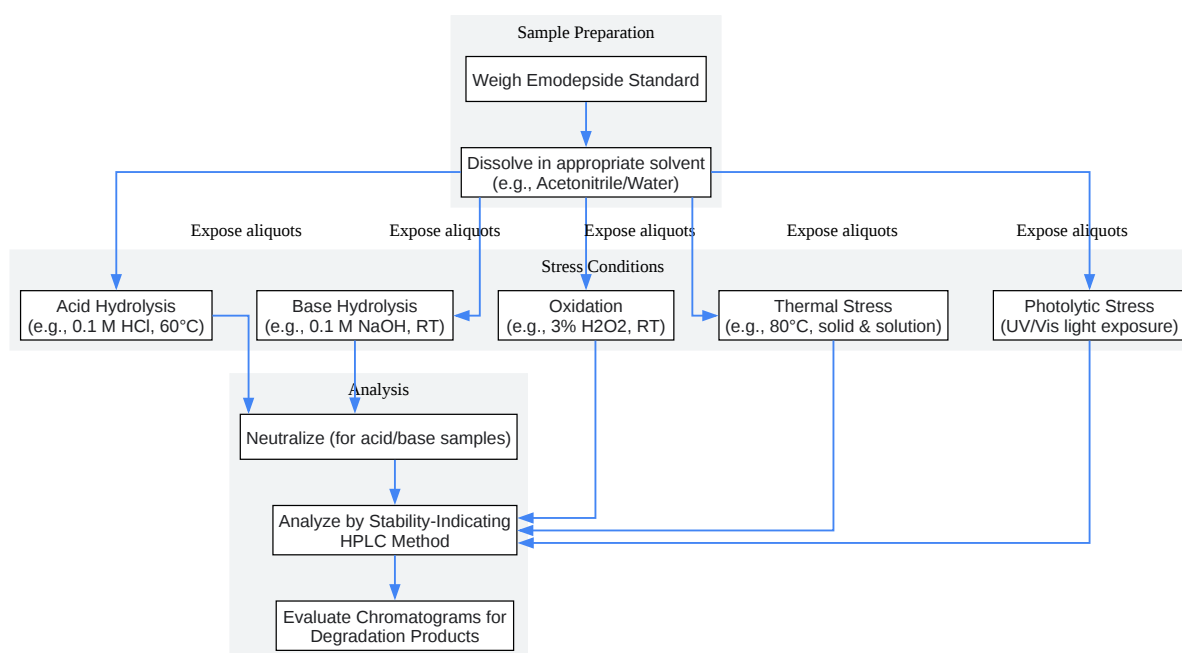 Sample Preparation
Weigh Emodepside Standard
Dissolve in appropriate solvent
(e.g., Acetonitrile/Water)
Expose aliquots
Expose aliquots
Expose aliquots
Expose aliquots
Expose aliquots
Stress Conditions
Acid Hydrolysis
(e.g., 0.1 M HCl, 60°C)
Base Hydrolysis
(e.g., 0.1 M NaOH, RT)
Oxidation
(e.g., 3% H2O2, RT)
Thermal Stress
(e.g., 80°C, solid & solution)
Photolytic Stress
(UV/Vis light exposure)
Analysis
Neutralize (for acid/base samples)
Analyze by Stability-Indicating
HPLC Method
Evaluate Chromatograms for
Degradation Products